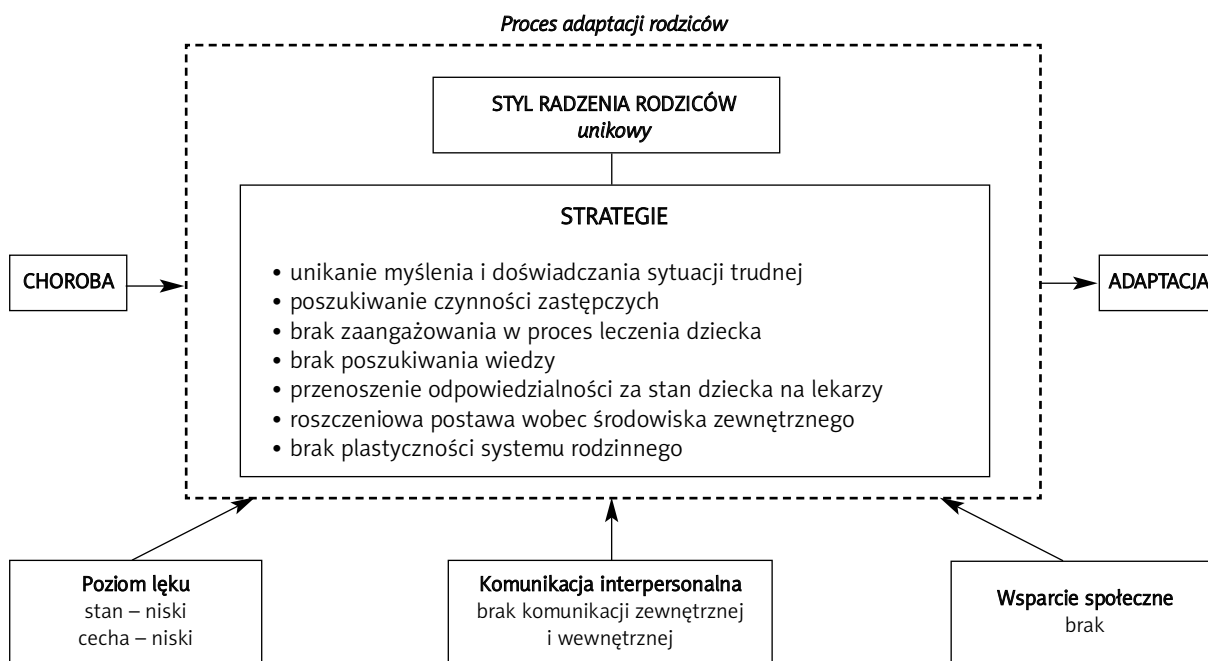 Proces adaptacji rodziców
STYL RADZENIA RODZICÓW
unikowy
STRATEGIE
• unikanie myślenia i doświadczania sytuacji trudnej
• poszukiwanie czynności zastępczych
• brak zaangażowania w proces leczenia dziecka
• brak poszukiwania wiedzy
• przenoszenie odpowiedzialności za stan dziecka na lekarzy
• roszczeniowa postawa wobec środowiska zewnętrznego
• brak plastyczności systemu rodzinnego
CHOROBA
ADAPTACJA
Poziom lęku
stan – niski
cecha – niski
Komunikacja interpersonalna
brak komunikacji zewnętrznej
i wewnętrznej
Wsparcie społeczne
brak